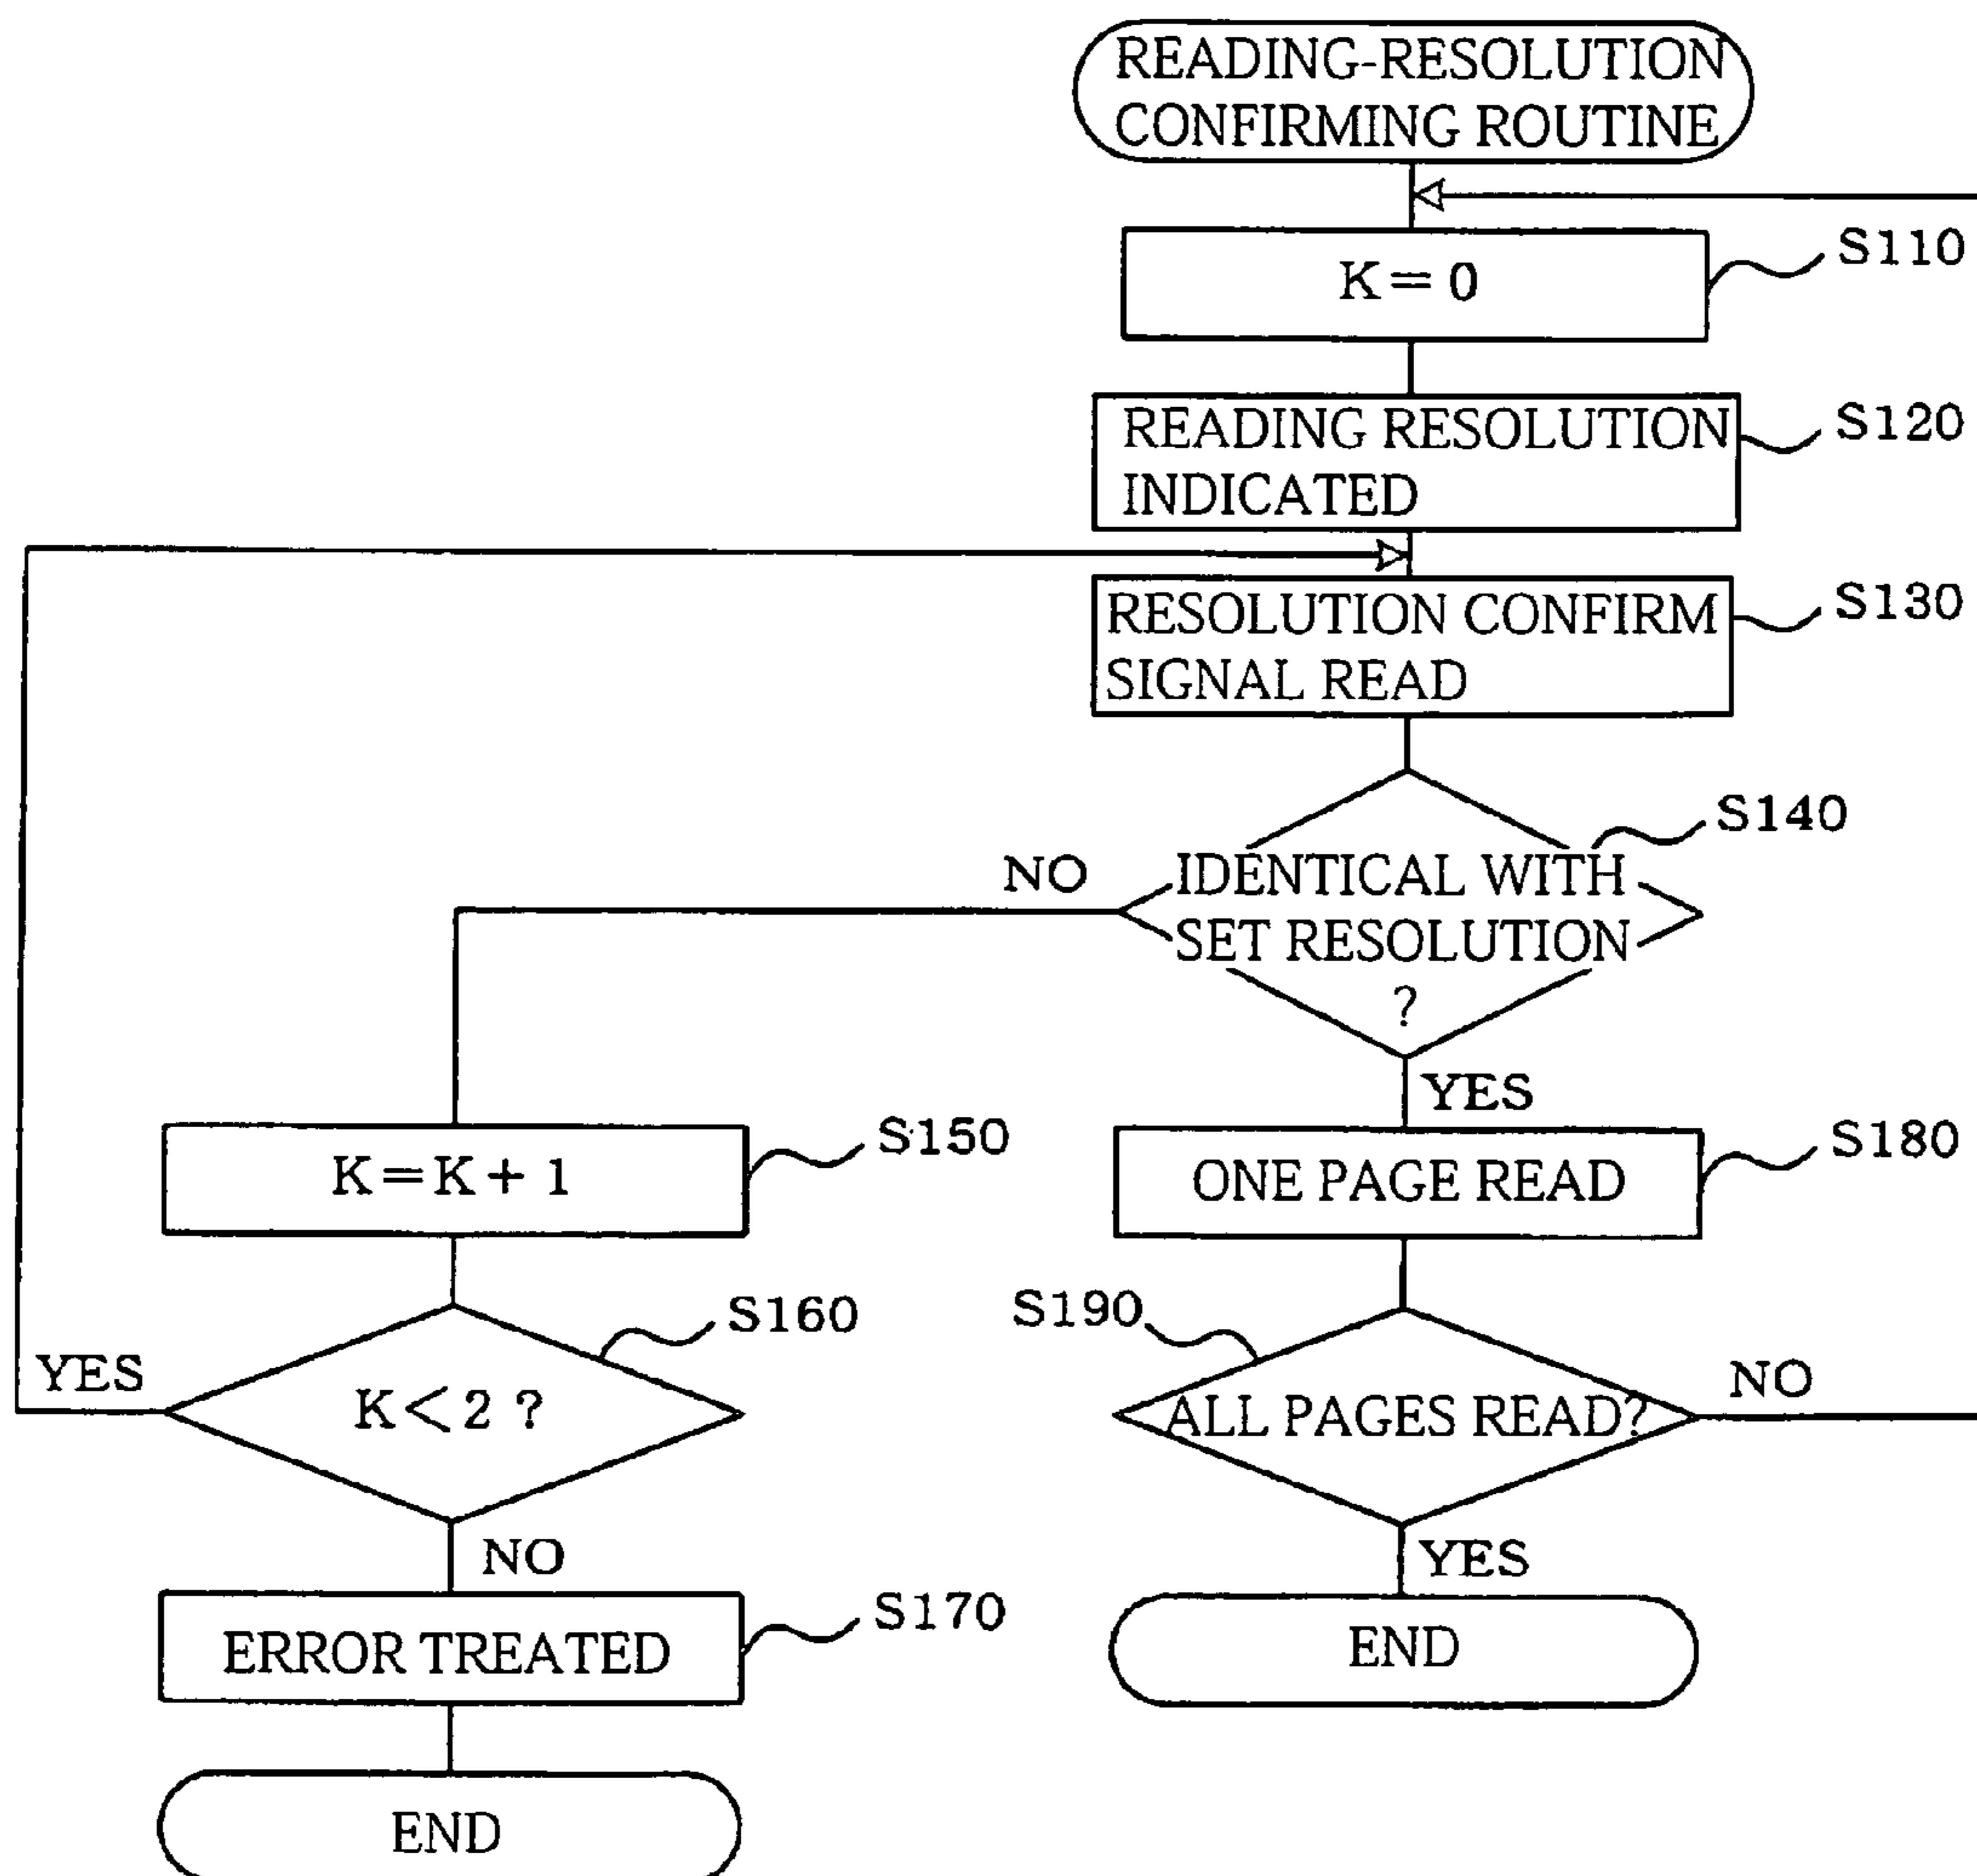 READING-RESOLUTION
CONFIRMING ROUTINE
K=0
S110
READING RESOLUTION
INDICATED
S120
RESOLUTION CONFIRM
SIGNAL READ
S130
IDENTICAL WITH
SET RESOLUTION
?
S140
NO
YES
K=K+1
S150
ONE PAGE READ
S180
K<2 ?
S160
YES
NO
ALL PAGES READ?
S190
NO
YES
ERROR TREATED
S170
END
END